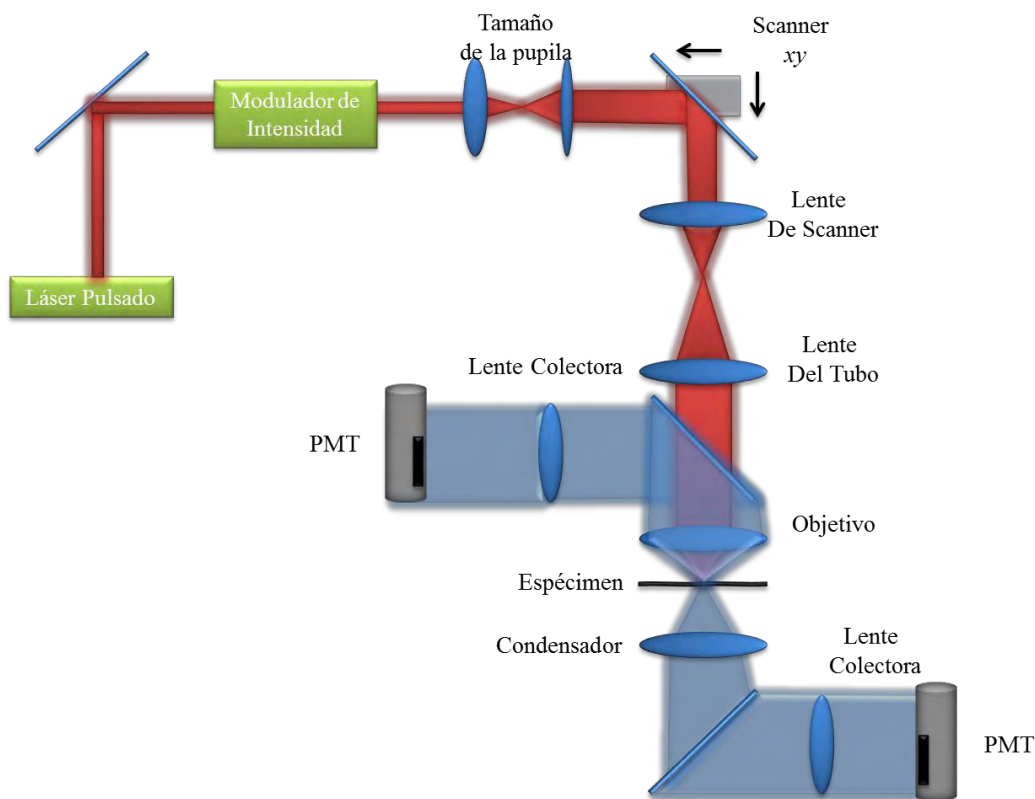 Tamaño
de la pupila
Scanner
xy
Modulador de
Intensidad
Láser Pulsado
Lente
De Scanner
Lente
Del Tubo
Lente Colectora
PMT
Objetivo
Espécimen
Condensador
Lente
Colectora
PMT